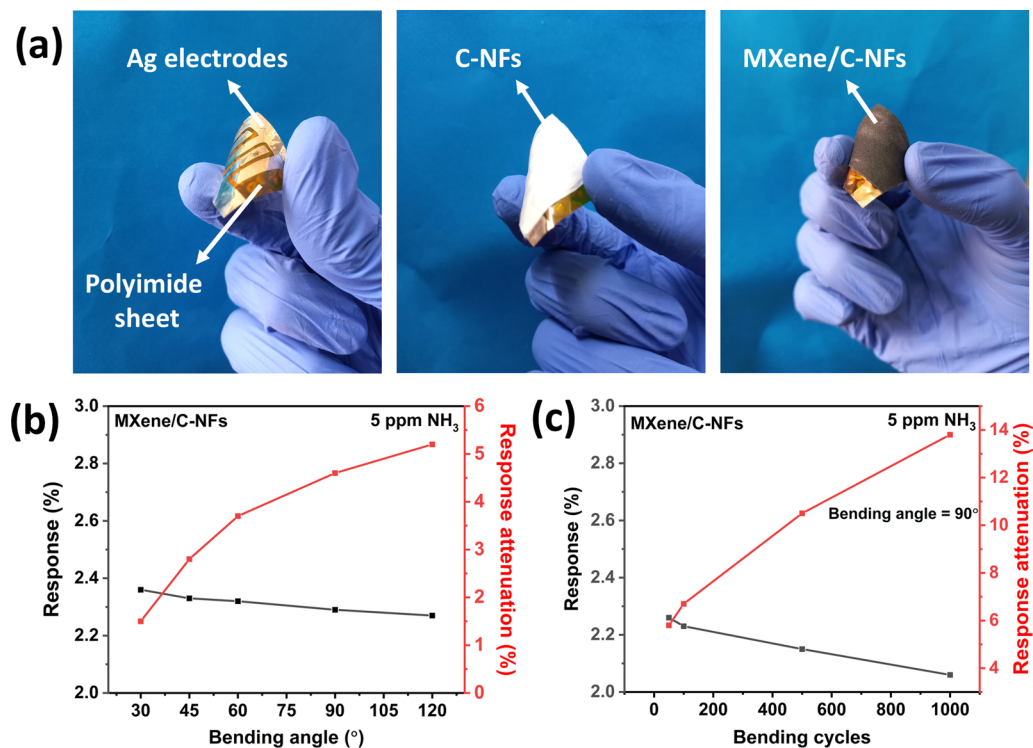 (a)
Ag electrodes
Polyimide
sheet
C-NFs
MXene/C-NFs
(b)
MXene/C-NFs
5 ppm NH₃
Response (%)
3.0
2.8
2.6
2.4
2.2
2.0
30 45 60 75 90 105 120
Bending angle (°)
6
5
4
3
2
1
0
Response attenuation (%)
(c)
MXene/C-NFs
5 ppm NH₃
Bending angle = 90°
Response (%)
3.0
2.8
2.6
2.4
2.2
2.0
0 200 400 600 800 1000
Bending cycles
14
12
10
8
6
4
Response attenuation (%)